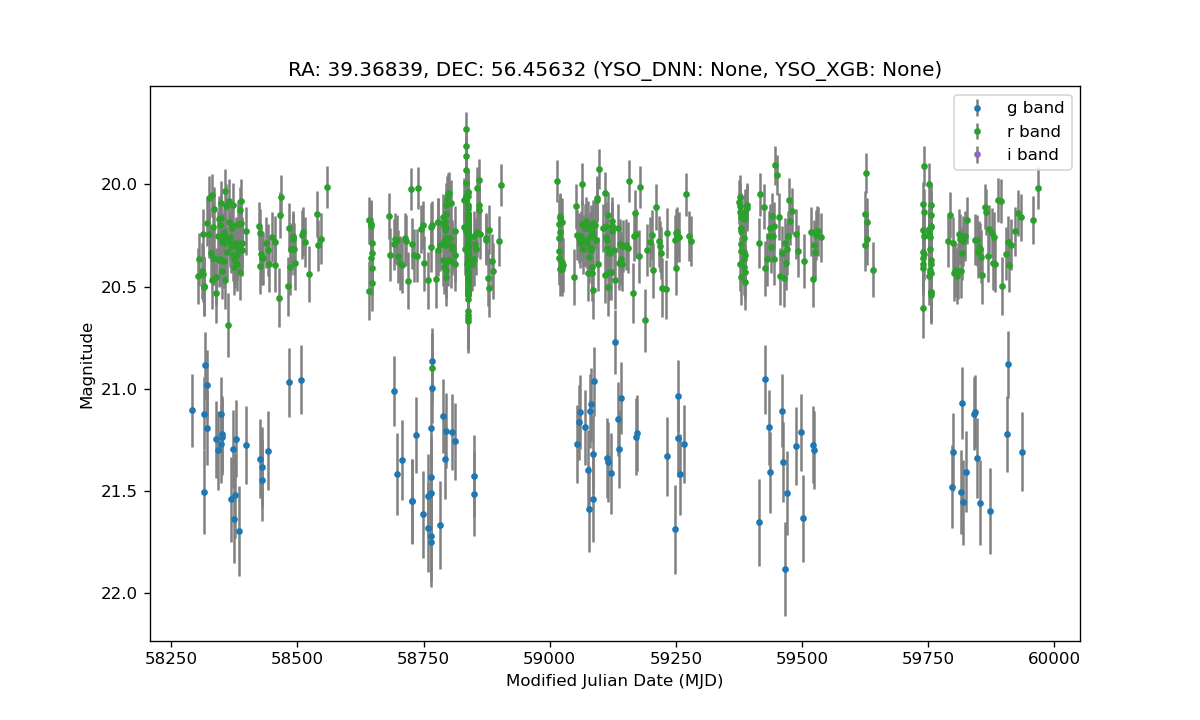 RA: 39.36839, DEC: 56.45632 (YSO_DNN: None, YSO_XGB: None)
g band
r band
i band
20.0
20.5
21.0
21.5
22.0
Magnitude
58250 58500 58750 59000 59250 59500 59750 60000
Modified Julian Date (MJD)